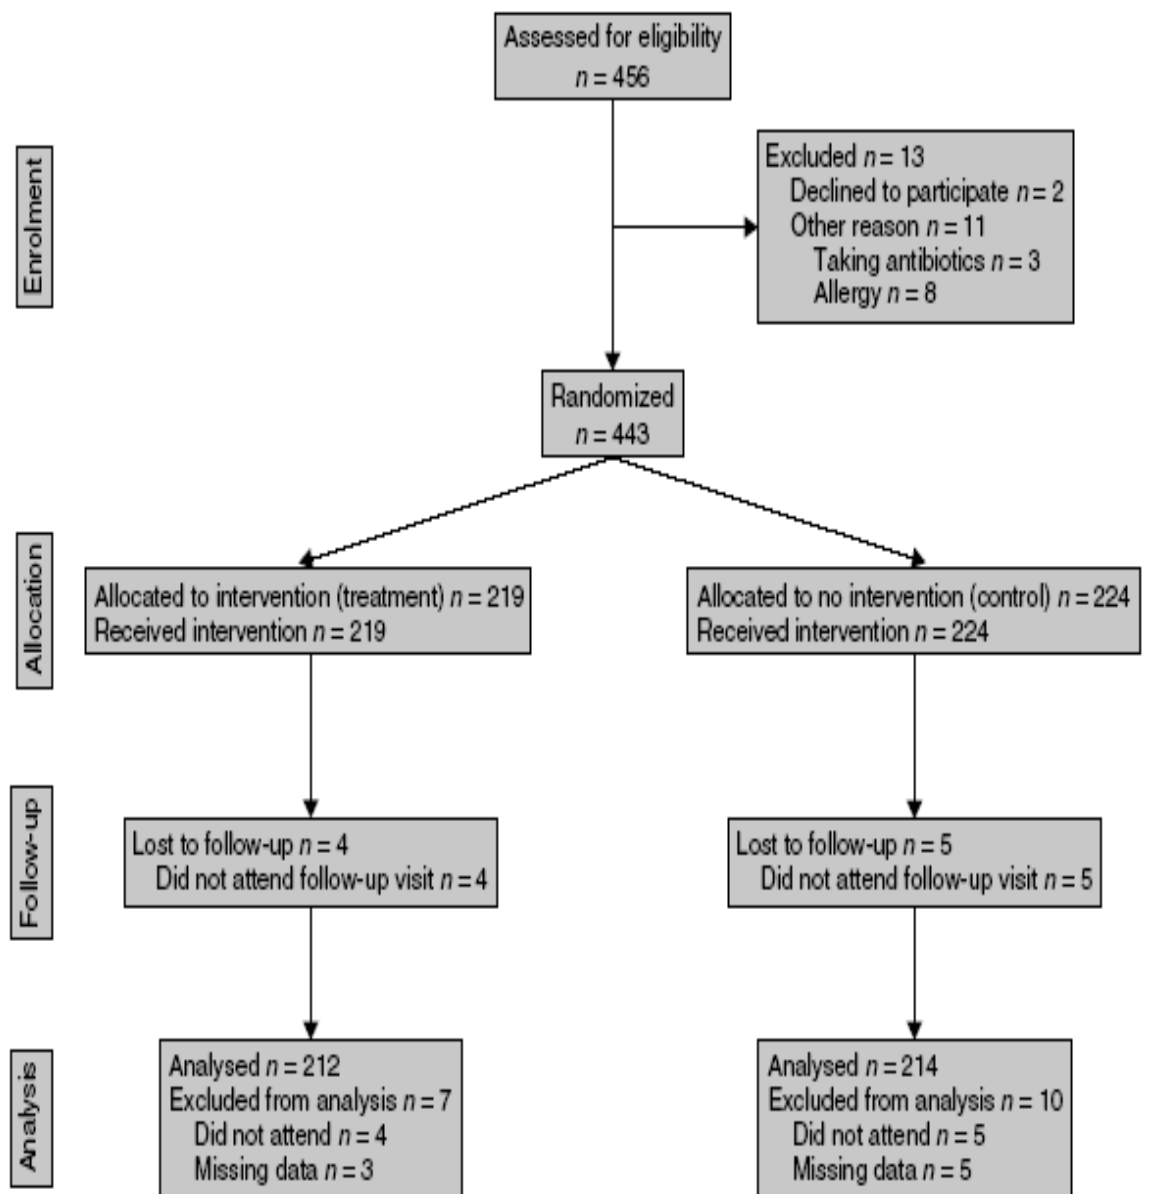 Assessed for eligibility
n = 456
Enrolment
Excluded n = 13
Declined to participate n = 2
Other reason n = 11
Taking antibiotics n = 3
Allergy n = 8
Randomized
n = 443
Allocation
Allocated to intervention (treatment) n = 219
Received intervention n = 219
Allocated to no intervention (control) n = 224
Received intervention n = 224
Follow-up
Lost to follow-up n = 4
Did not attend follow-up visit n = 4
Lost to follow-up n = 5
Did not attend follow-up visit n = 5
Analysis
Analysed n = 212
Excluded from analysis n = 7
Did not attend n = 4
Missing data n = 3
Analysed n = 214
Excluded from analysis n = 10
Did not attend n = 5
Missing data n = 5